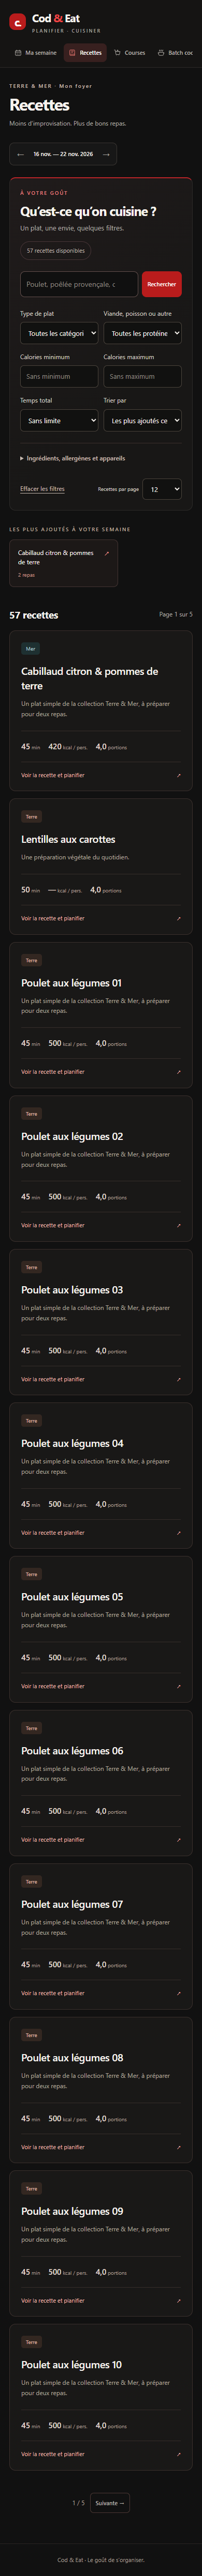 c.
Cod & Eat
PLANIFIER · CUISINER
Ma semaine
Recettes
Courses
Batch coo
TERRE & MER · Mon foyer
Recettes
Moins d'improvisation. Plus de bons repas.
← 16 nov. — 22 nov. 2026 →
À VOTRE GOÛT
Qu'est-ce qu'on cuisine ?
Un plat, une envie, quelques filtres.
57 recettes disponibles
Poulet, poêlée provençale, c
Rechercher
Type de plat
Viande, poisson ou autre
Toutes les catégori
Toutes les protéine
Calories minimum
Calories maximum
Sans minimum
Sans maximum
Temps total
Trier par
Sans limite
Les plus ajoutés ce
▸ Ingrédients, allergènes et appareils
Effacer les filtres
Recettes par page
12
LES PLUS AJOUTÉS À VOTRE SEMAINE
Cabillaud citron & pommes
de terre
↗
2 repas
57 recettes
Page 1 sur 5
Mer
Cabillaud citron & pommes de
terre
Un plat simple de la collection Terre & Mer, à préparer
pour deux repas.
45 min 420 kcal / pers. 4,0 portions
Voir la recette et planifier ↗
Terre
Lentilles aux carottes
Une préparation végétale du quotidien.
50 min — kcal / pers. 4,0 portions
Voir la recette et planifier ↗
Terre
Poulet aux légumes 01
Un plat simple de la collection Terre & Mer, à préparer
pour deux repas.
45 min 500 kcal / pers. 4,0 portions
Voir la recette et planifier ↗
Terre
Poulet aux légumes 02
Un plat simple de la collection Terre & Mer, à préparer
pour deux repas.
45 min 500 kcal / pers. 4,0 portions
Voir la recette et planifier ↗
Terre
Poulet aux légumes 03
Un plat simple de la collection Terre & Mer, à préparer
pour deux repas.
45 min 500 kcal / pers. 4,0 portions
Voir la recette et planifier ↗
Terre
Poulet aux légumes 04
Un plat simple de la collection Terre & Mer, à préparer
pour deux repas.
45 min 500 kcal / pers. 4,0 portions
Voir la recette et planifier ↗
Terre
Poulet aux légumes 05
Un plat simple de la collection Terre & Mer, à préparer
pour deux repas.
45 min 500 kcal / pers. 4,0 portions
Voir la recette et planifier ↗
Terre
Poulet aux légumes 06
Un plat simple de la collection Terre & Mer, à préparer
pour deux repas.
45 min 500 kcal / pers. 4,0 portions
Voir la recette et planifier ↗
Terre
Poulet aux légumes 07
Un plat simple de la collection Terre & Mer, à préparer
pour deux repas.
45 min 500 kcal / pers. 4,0 portions
Voir la recette et planifier ↗
Terre
Poulet aux légumes 08
Un plat simple de la collection Terre & Mer, à préparer
pour deux repas.
45 min 500 kcal / pers. 4,0 portions
Voir la recette et planifier ↗
Terre
Poulet aux légumes 09
Un plat simple de la collection Terre & Mer, à préparer
pour deux repas.
45 min 500 kcal / pers. 4,0 portions
Voir la recette et planifier ↗
Terre
Poulet aux légumes 10
Un plat simple de la collection Terre & Mer, à préparer
pour deux repas.
45 min 500 kcal / pers. 4,0 portions
Voir la recette et planifier ↗
1 / 5
Suivante →
Cod & Eat · Le goût de s'organiser.